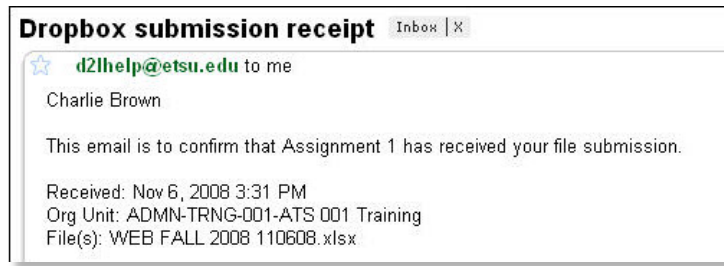 Dropbox submission receipt Inbox | X
d2lhelp@etsu.edu to me
Charlie Brown
This email is to confirm that Assignment 1 has received your file submission.
Received: Nov 6, 2008 3:31 PM
Org Unit: ADMN-TRNG-001-ATS 001 Training
File(s): WEB FALL 2008 110608.xlsx